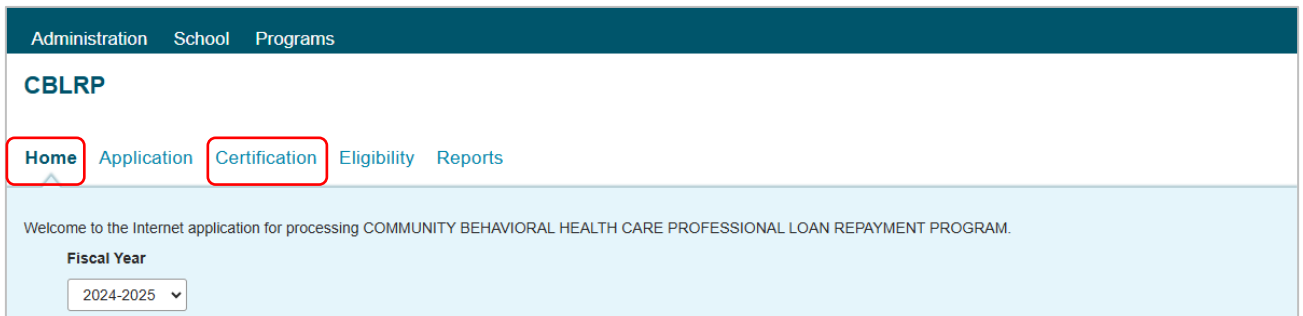 Administration School Programs
CBLRP
Home Application Certification Eligibility Reports
Welcome to the Internet application for processing COMMUNITY BEHAVIORAL HEALTH CARE PROFESSIONAL LOAN REPAYMENT PROGRAM.
Fiscal Year
2024-2025